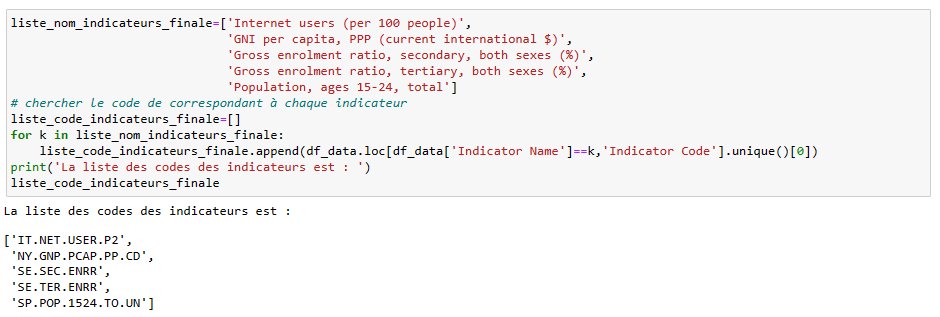 liste_nom_indicateurs_finale=['Internet users (per 100 people)',
'GNI per capita, PPP (current international $)',
'Gross enrolment ratio, secondary, both sexes (%)',
'Gross enrolment ratio, tertiary, both sexes (%)',
'Population, ages 15-24, total']
# chercher le code de correspondant à chaque indicateur
liste_code_indicateurs_finale=[]
for k in liste_nom_indicateurs_finale:
    liste_code_indicateurs_finale.append(df_data.loc[df_data['Indicator Name']==k,'Indicator Code'].unique()[0])
print('La liste des codes des indicateurs est : ')
liste_code_indicateurs_finale
La liste des codes des indicateurs est :
['IT.NET.USER.P2',
'NY.GNP.PCAP.PP.CD',
'SE.SEC.ENRR',
'SE.TER.ENRR',
'SP.POP.1524.TO.UN']